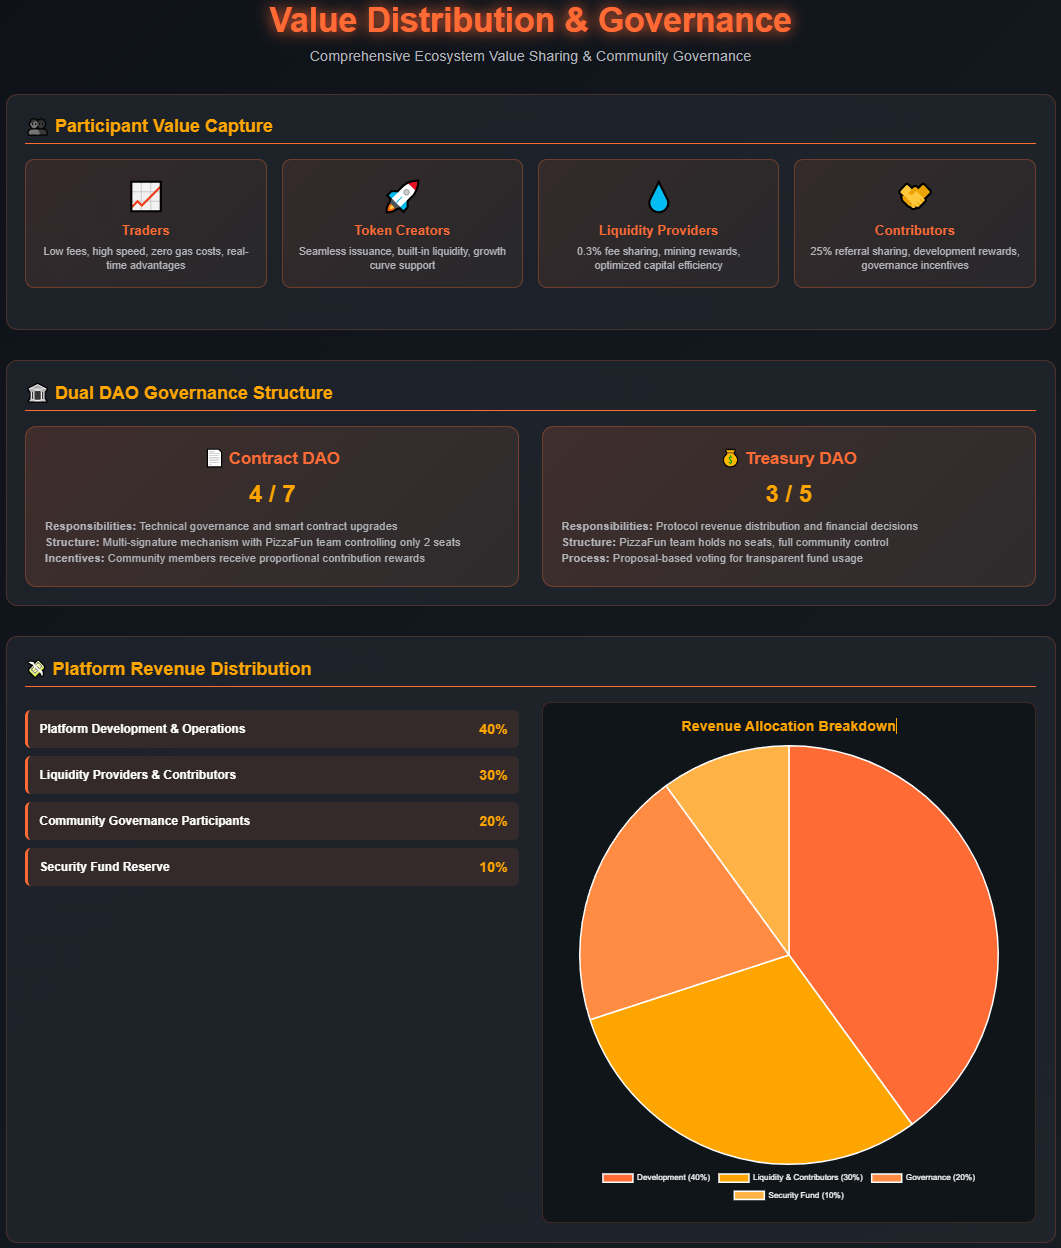 Value Distribution & Governance
Comprehensive Ecosystem Value Sharing & Community Governance
Participant Value Capture
Traders
Low fees, high speed, zero gas costs, real-
time advantages
Token Creators
Seamless issuance, built-in liquidity, growth
curve support
Liquidity Providers
0.3% fee sharing, mining rewards,
optimized capital efficiency
Contributors
25% referral sharing, development rewards,
governance incentives
Dual DAO Governance Structure
Contract DAO
4 / 7
Responsibilities: Technical governance and smart contract upgrades
Structure: Multi-signature mechanism with PizzaFun team controlling only 2 seats
Incentives: Community members receive proportional contribution rewards
Treasury DAO
3 / 5
Responsibilities: Protocol revenue distribution and financial decisions
Structure: PizzaFun team holds no seats, full community control
Process: Proposal-based voting for transparent fund usage
Platform Revenue Distribution
Platform Development & Operations 40%
Liquidity Providers & Contributors 30%
Community Governance Participants 20%
Security Fund Reserve 10%
Revenue Allocation Breakdown
Development (40%) Liquidity & Contributors (30%) Governance (20%)
Security Fund (10%)